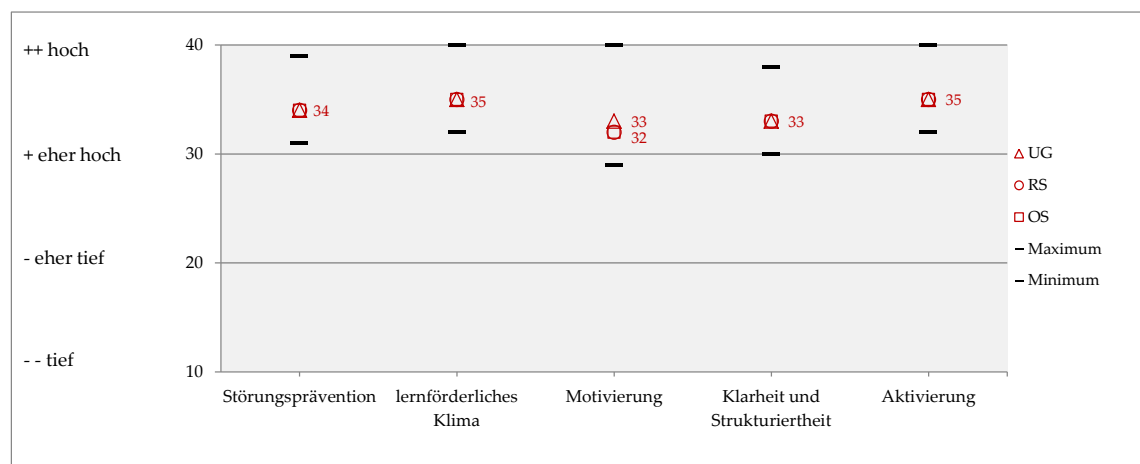 ++ hoch
+ eher hoch
- eher tief
- - tief
40
30
20
10
34
35
33
32
33
35
Störungsprävention
lernförderliches
Klima
Motivierung
Klarheit und
Strukturiertheit
Aktivierung
UG
RS
OS
Maximum
Minimum